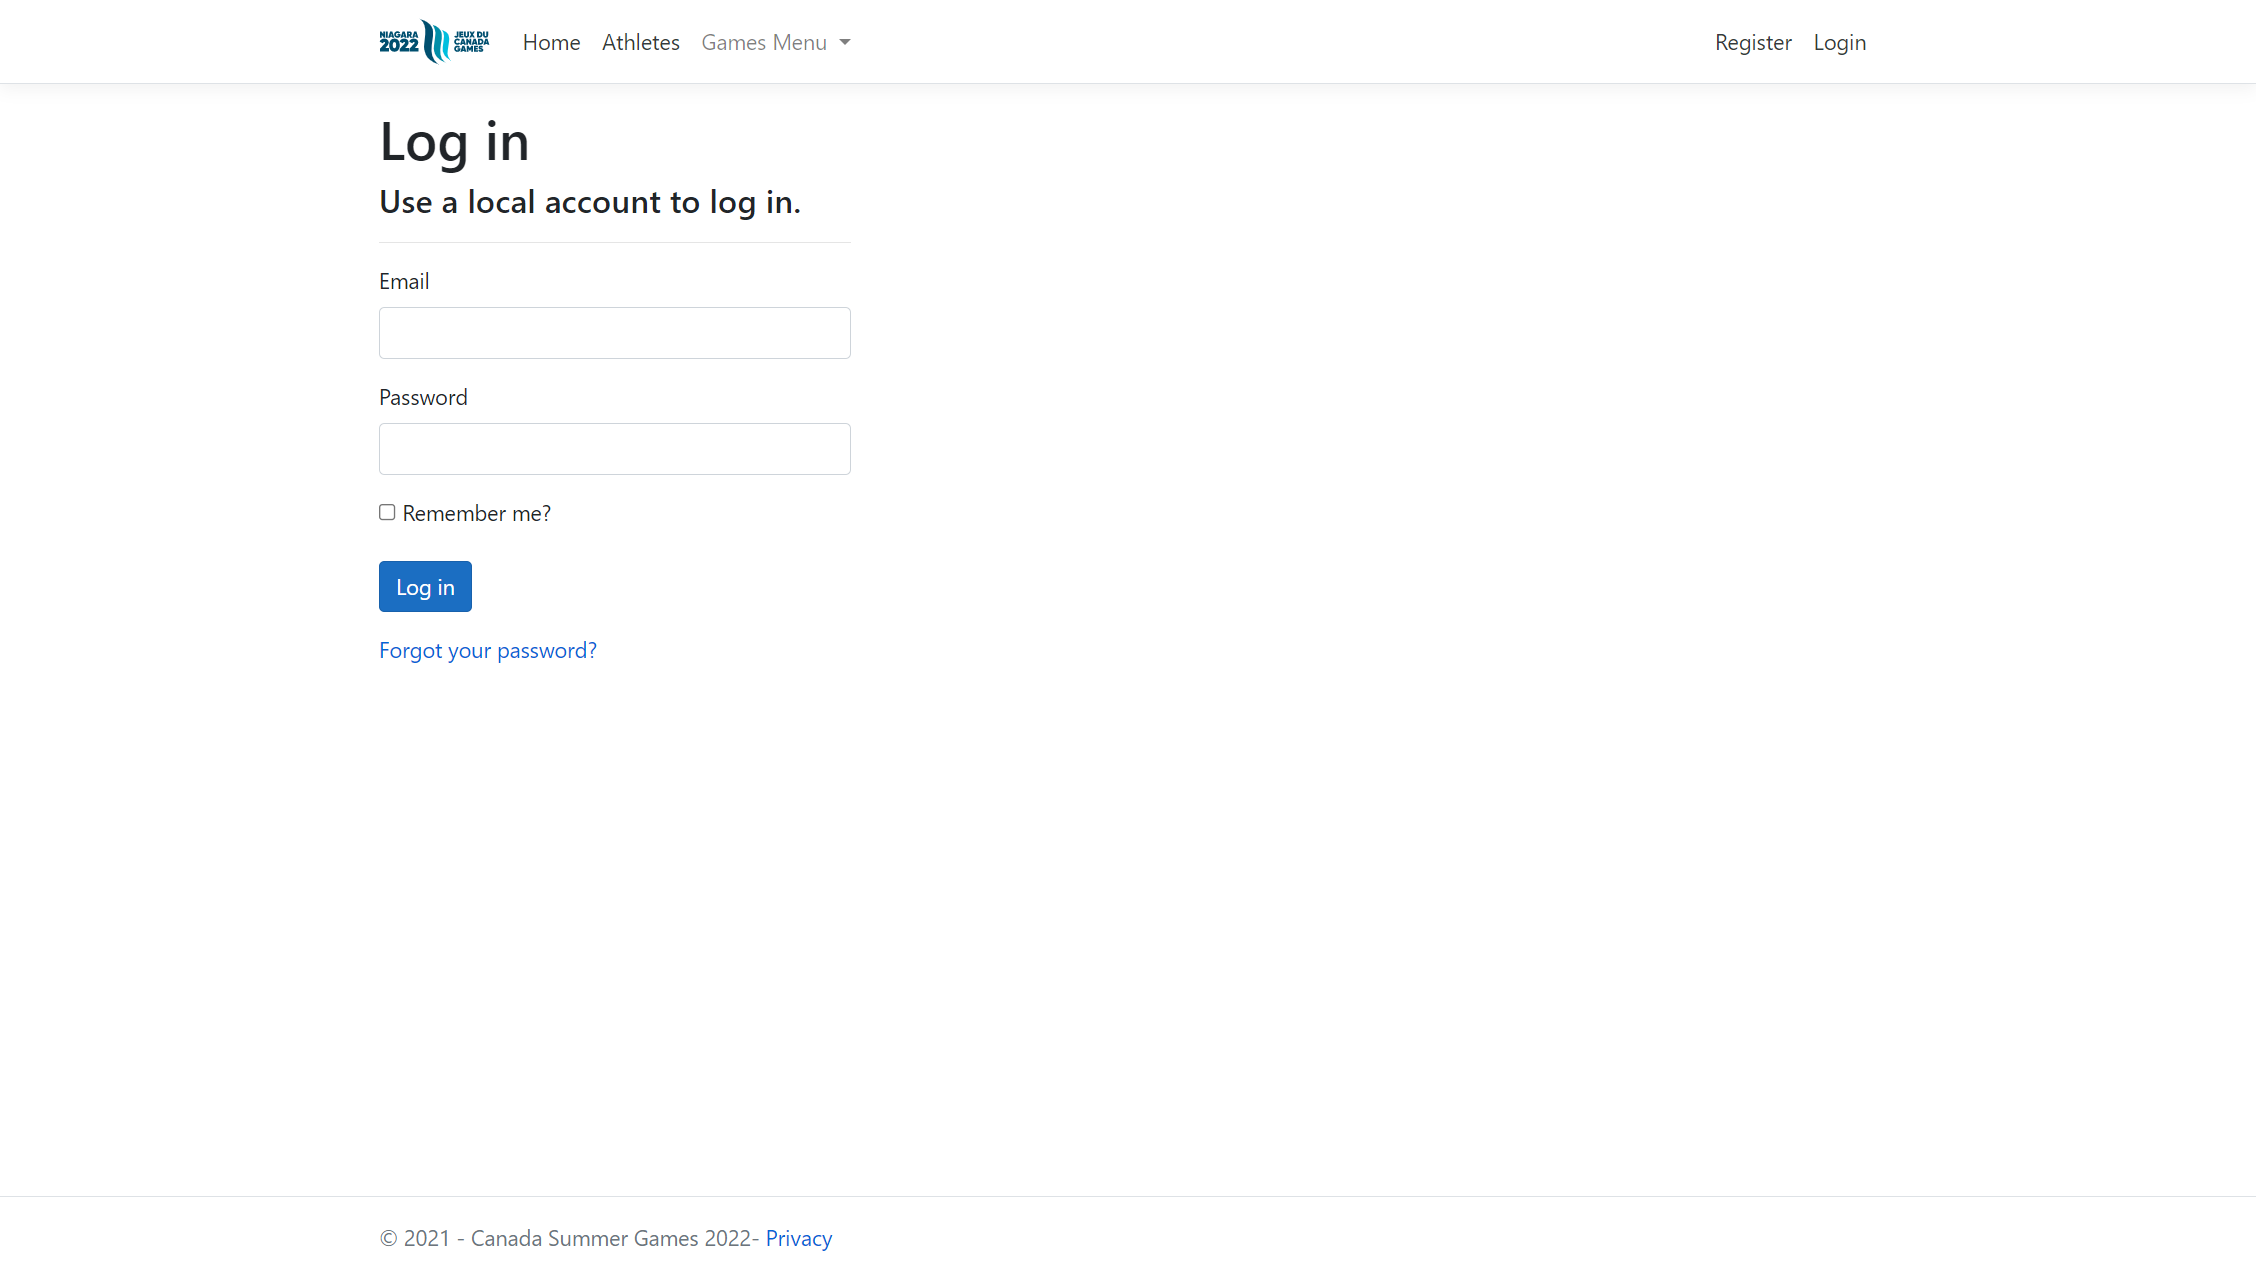 NIAGARA 2022 JEUX DU CANADA GAMES Home Athletes Games Menu Register Login
Log in
Use a local account to log in.
Email
Password
Remember me?
Log in
Forgot your password?
© 2021 - Canada Summer Games 2022- Privacy